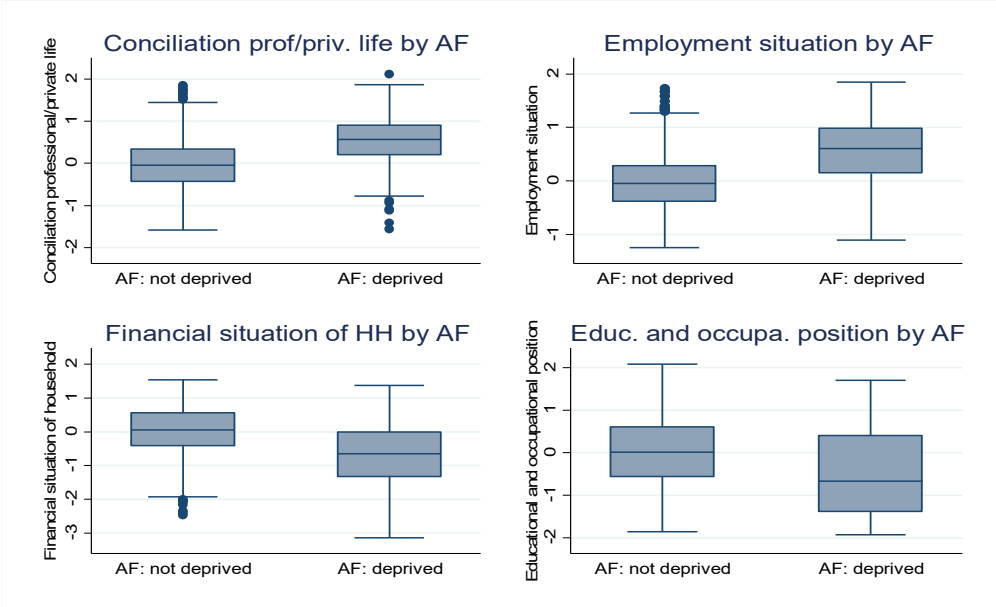 Conciliation prof/priv. life by AF
Conciliation professional/private life
2
1
0
-1
-2
AF: not deprived
AF: deprived
Employment situation by AF
Employment situation
2
1
0
-1
AF: not deprived
AF: deprived
Financial situation of HH by AF
Financial situation of household
2
1
0
-1
-2
-3
AF: not deprived
AF: deprived
Educ. and occupa. position by AF
Educational and occupational position
2
1
0
-1
-2
AF: not deprived
AF: deprived